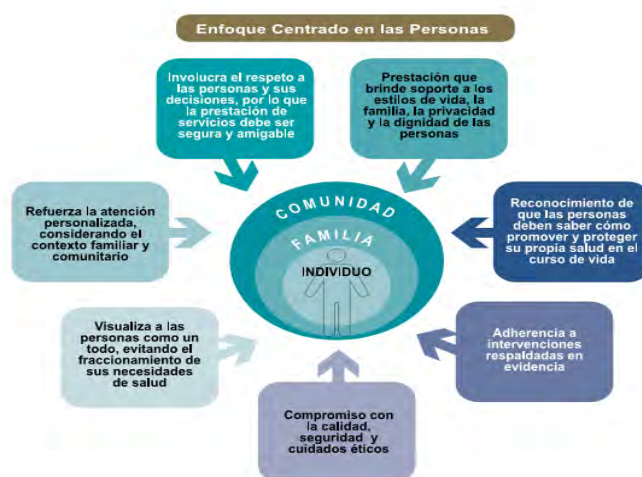 Enfoque Centrado en las Personas
Involucra el respeto a
las personas y sus
decisiones, por lo que
la prestación de
servicios debe ser
segura y amigable
Prestación que
brinde soporte a los
estilos de vida, la
familia, la privacidad
y la dignidad de las
personas
Refuerza la atención
personalizada,
considerando el
contexto familiar y
comunitario
COMUNIDAD
FAMILIA
INDIVIDUO
Reconocimiento de
que las personas
deben saber cómo
promover y proteger
su propia salud en el
curso de vida
Visualiza a las
personas como un
todo, evitando el
fraccionamiento de
sus necesidades
de salud
Compromiso con
la calidad,
seguridad y
cuidados éticos
Adherencia a
intervenciones
respaldadas en
evidencia